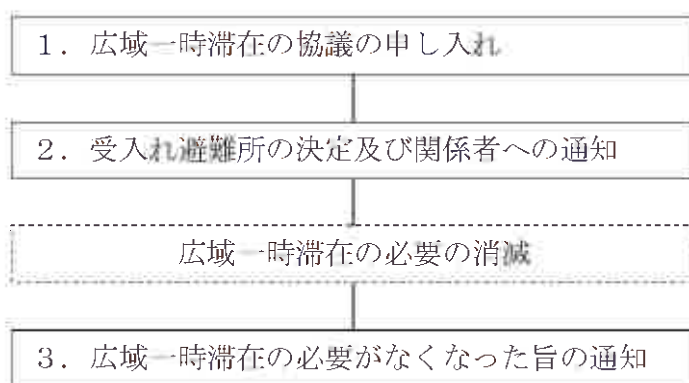 1．広域一時滞在の協議の申し入れ
2．受入れ避難所の決定及び関係者への通知
広域一時滞在の必要の消滅
3．広域一時滞在の必要がなくなった旨の通知